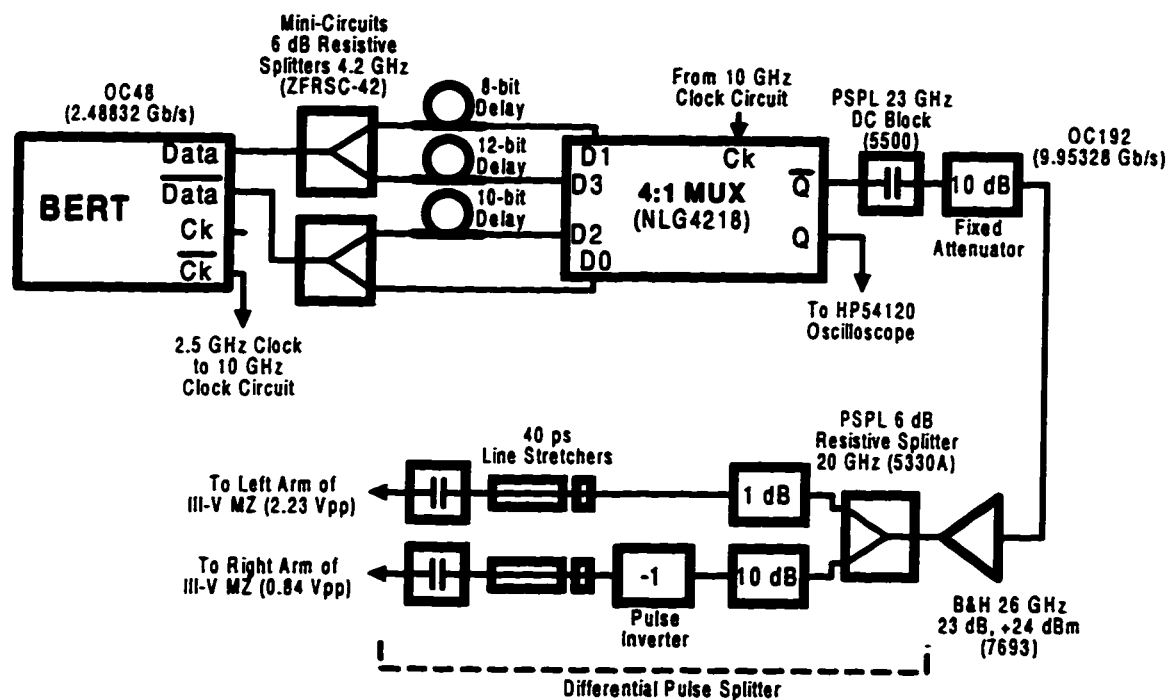 Mini-Circuits
6 dB Resistive
Splitters 4.2 GHz
(ZFRSC-42)
OC48
(2.48832 Gb/s)
8-bit
Delay
12-bit
Delay
10-bit
Delay
From 10 GHz
Clock Circuit
PSPL 23 GHz
DC Block
(5500)
OC192
(9.95328 Gb/s)
BERT
Data
Data
Ck
Ck
D1
D3
D2
D0
Ck
4:1 MUX
(NLG4218)
Q
Q
10 dB
Fixed
Attenuator
To HP54120
Oscilloscope
2.5 GHz Clock
to 10 GHz
Clock Circuit
40 ps
Line Stretchers
PSPL 6 dB
Resistive Splitter
20 GHz (5330A)
To Left Arm of
III-V MZ (2.23 Vpp)
1 dB
To Right Arm of
III-V MZ (0.84 Vpp)
-1
10 dB
Pulse
Inverter
B&H 26 GHz
23 dB, +24 dBm
(7693)
Differential Pulse Splitter